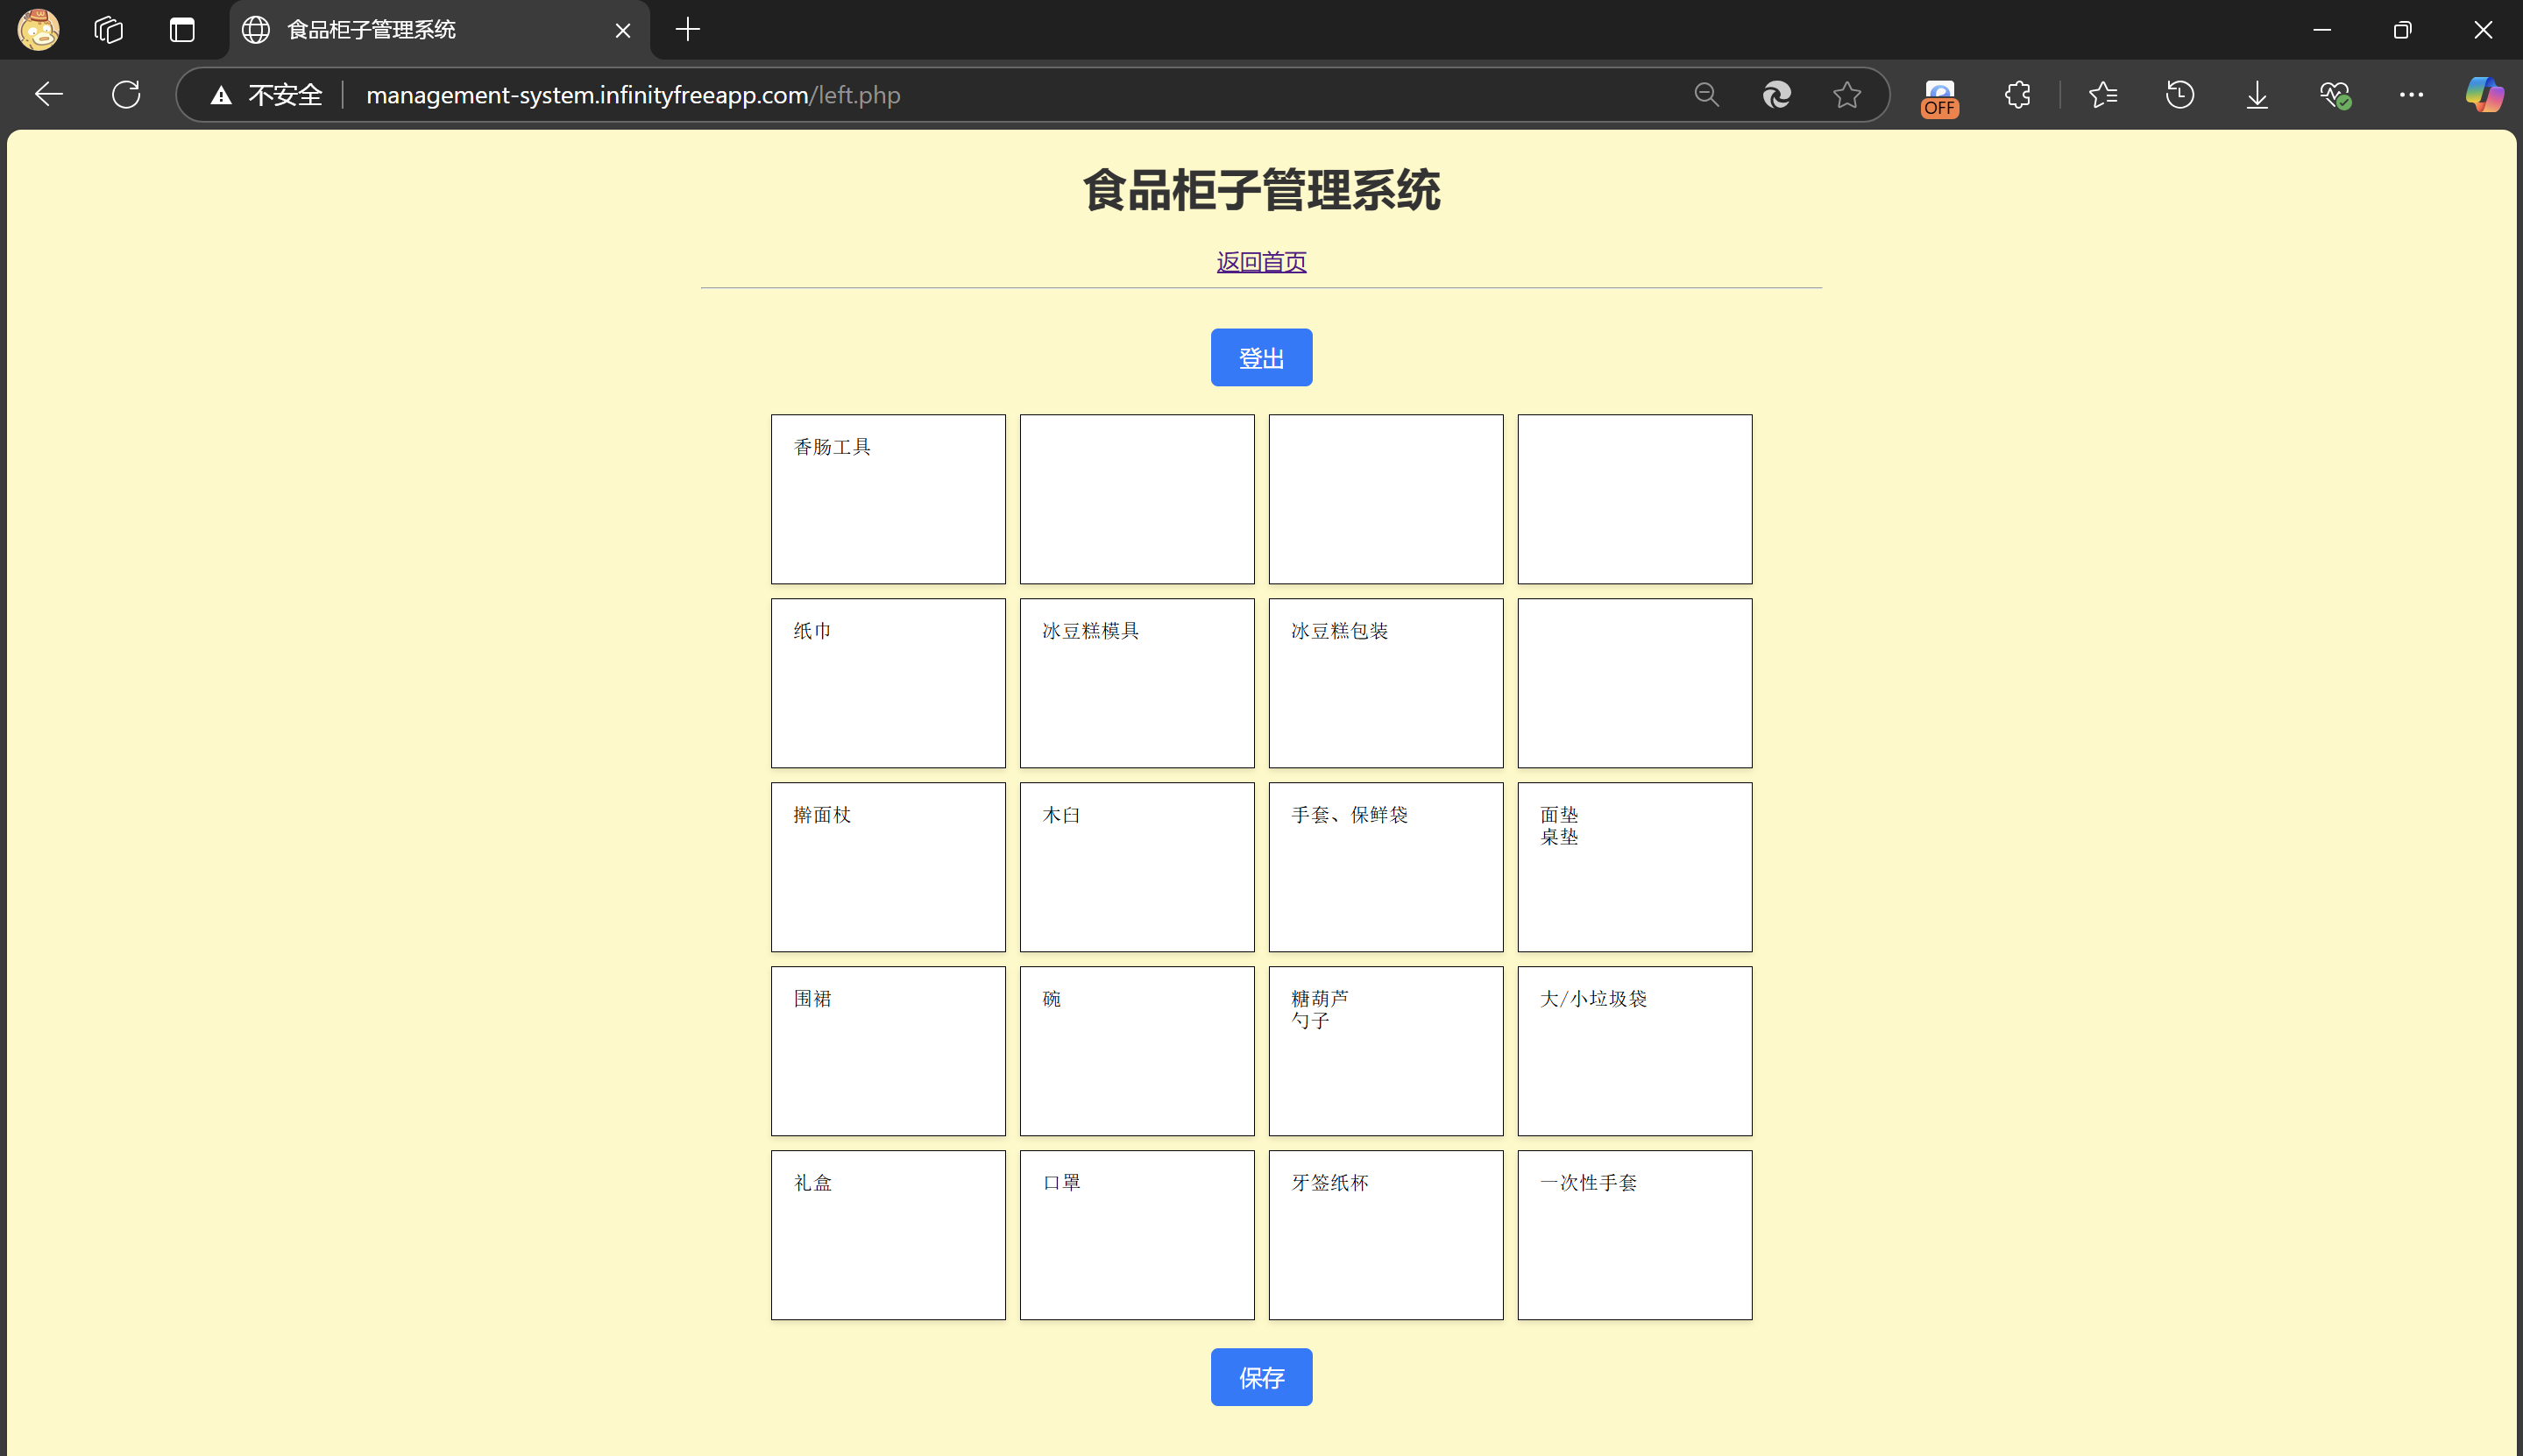 食品柜子管理系统
不安全
management-system.infinityfreeapp.com/left.php
OFF
食品柜子管理系统
返回首页
登出
香肠工具
纸巾
冰豆糕模具
冰豆糕包装
擀面杖
木臼
手套、保鲜袋
面垫
桌垫
围裙
碗
糖葫芦
勺子
大/小垃圾袋
礼盒
口罩
牙签纸杯
一次性手套
保存